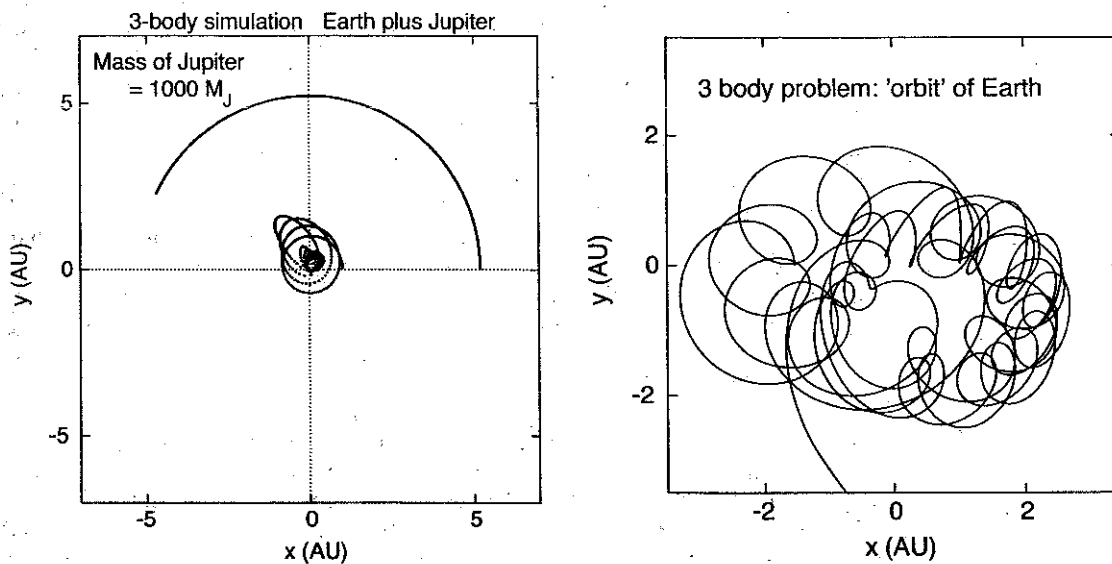 3-body simulation Earth plus Jupiter
Mass of Jupiter
= 1000 M_J
5
0
-5
y (AU)
-5 0 5
x (AU)
3 body problem: 'orbit' of Earth
2
0
-2
y (AU)
-2 0 2
x (AU)